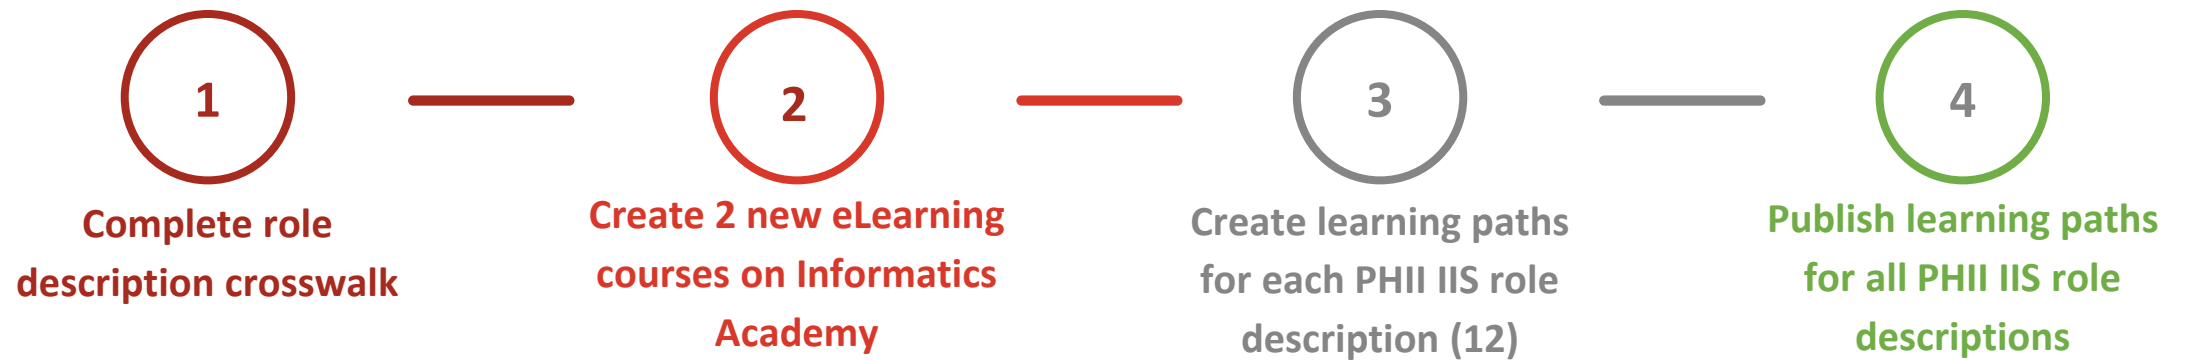 1
Complete role
description crosswalk
2
Create 2 new eLearning
courses on Informatics
Academy
3
Create learning paths
for each PHII IIS role
description (12)
4
Publish learning paths
for all PHII IIS role
descriptions